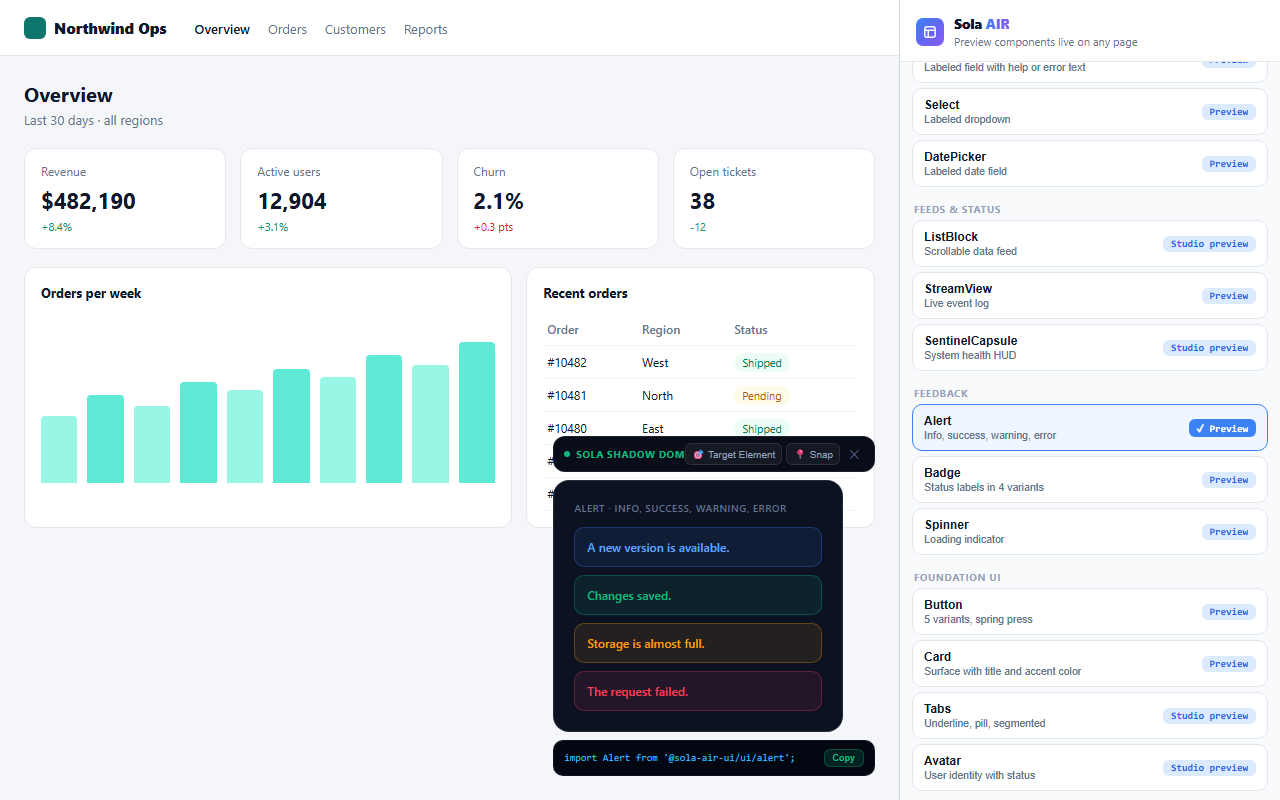 Northwind Ops
Overview
Orders
Customers
Reports
Overview
Last 30 days · all regions
Revenue
$482,190
+8.4%
Active users
12,904
+3.1%
Churn
2.1%
+0.3 pts
Open tickets
38
-12
Orders per week
Recent orders
Order Region Status
#10482 West Shipped
#10481 North Pending
#10480 East Shipped
SOLA SHADOW DOM
🎯 Target Element
📍 Snap
ALERT · INFO, SUCCESS, WARNING, ERROR
A new version is available.
Changes saved.
Storage is almost full.
The request failed.
import Alert from '@sola-air-ui/ui/alert';
Copy
Sola AIR
Preview components live on any page
Labeled field with help or error text
Select
Labeled dropdown
Preview
DatePicker
Labeled date field
Preview
FEEDS & STATUS
ListBlock
Scrollable data feed
Studio preview
StreamView
Live event log
Preview
SentinelCapsule
System health HUD
Studio preview
FEEDBACK
Alert
Info, success, warning, error
✓ Preview
Badge
Status labels in 4 variants
Preview
Spinner
Loading indicator
Preview
FOUNDATION UI
Button
5 variants, spring press
Preview
Card
Surface with title and accent color
Preview
Tabs
Underline, pill, segmented
Studio preview
Avatar
User identity with status
Studio preview